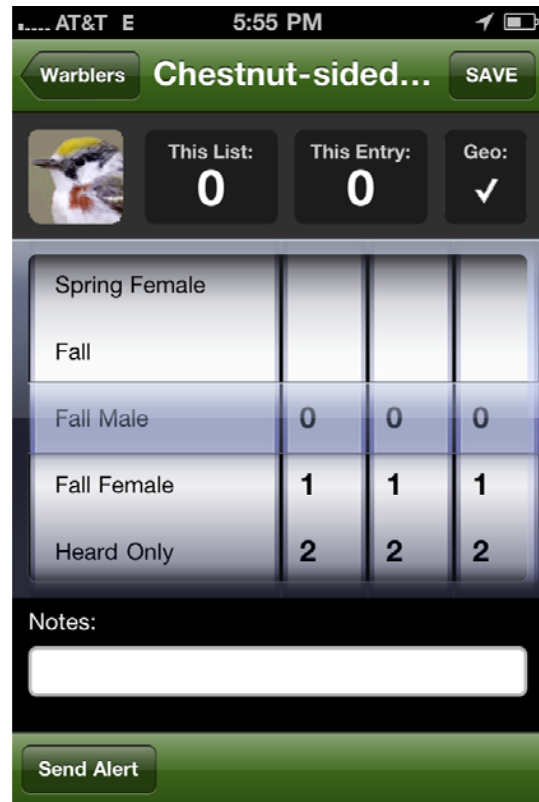 AT&T E 5:55 PM
Warblers Chestnut-sided... SAVE
This List: This Entry: Geo:
0 0 ✓
Spring Female
Fall
Fall Male 0 0 0
Fall Female 1 1 1
Heard Only 2 2 2
Notes:
Send Alert